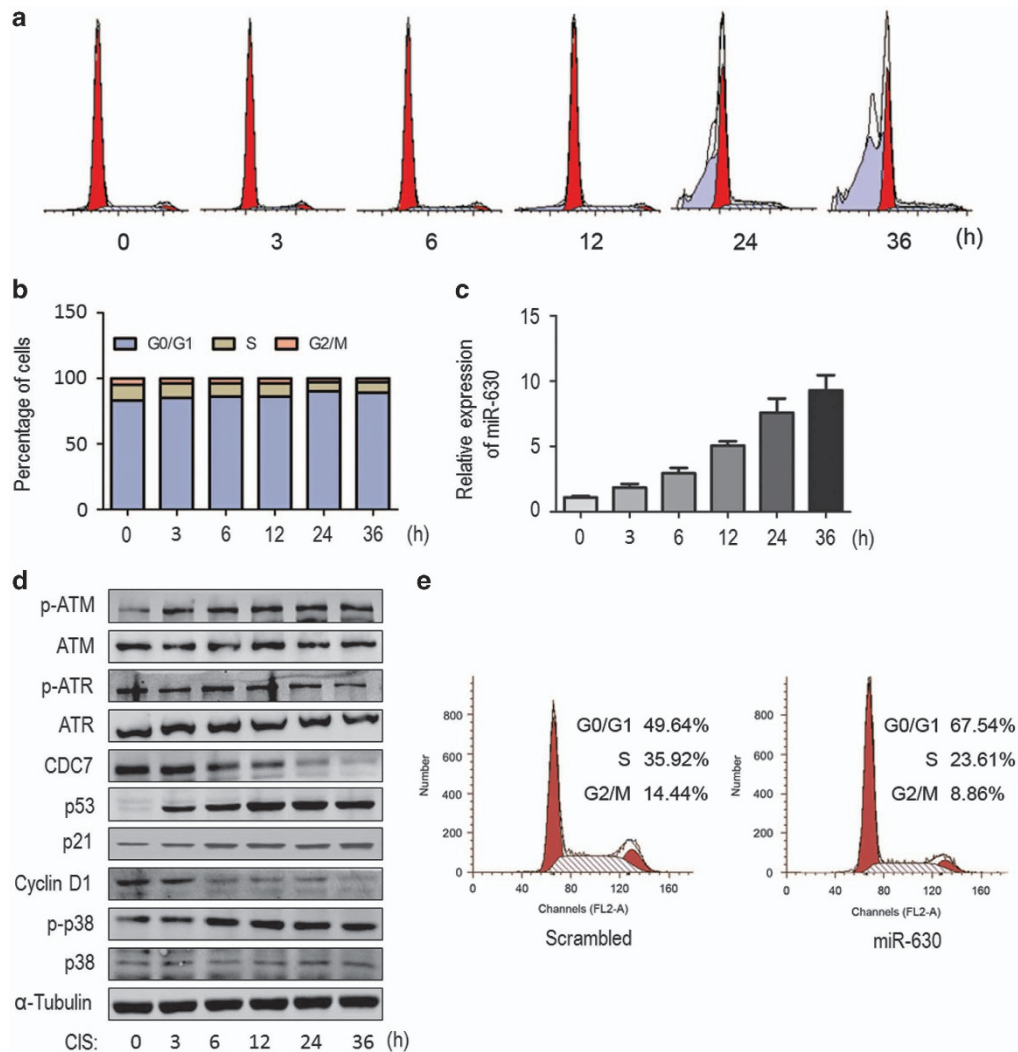 a
0 3 6 12 24 36 (h)
b
150
100
50
0
Percentage of cells
G0/G1 S G2/M
0 3 6 12 24 36 (h)
c
15
10
5
0
Relative expression
of miR-630
0 3 6 12 24 36 (h)
d
p-ATM
ATM
p-ATR
ATR
CDC7
p53
p21
Cyclin D1
p-p38
p38
α-Tubulin
CIS: 0 3 6 12 24 36 (h)
e
800
600
400
200
0
Number
G0/G1 49.64%
S 35.92%
G2/M 14.44%
0 40 80 120 160
Channels (FL2-A)
Scrambled
800
600
400
200
0
Number
G0/G1 67.54%
S 23.61%
G2/M 8.86%
0 40 80 120 160
Channels (FL2-A)
miR-630